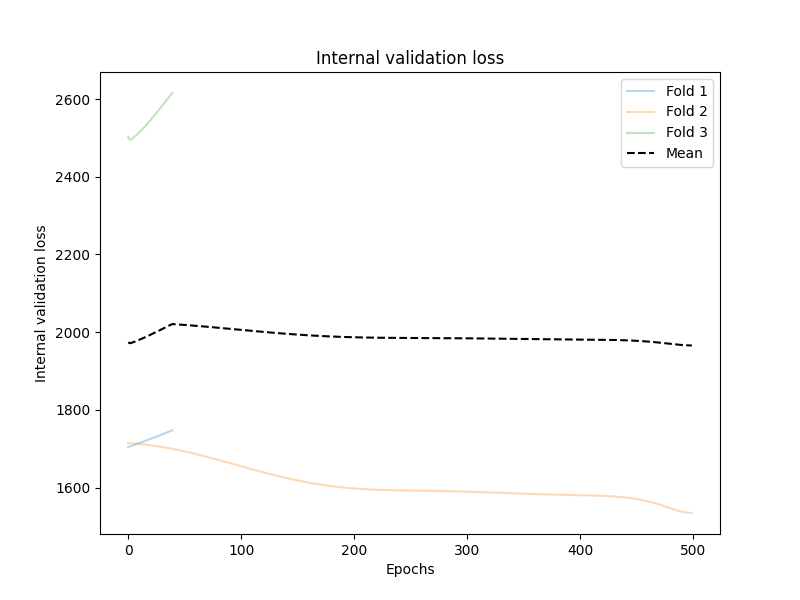 Internal validation loss
Fold 1
Fold 2
Fold 3
Mean
Internal validation loss
2600
2400
2200
2000
1800
1600
0 100 200 300 400 500
Epochs